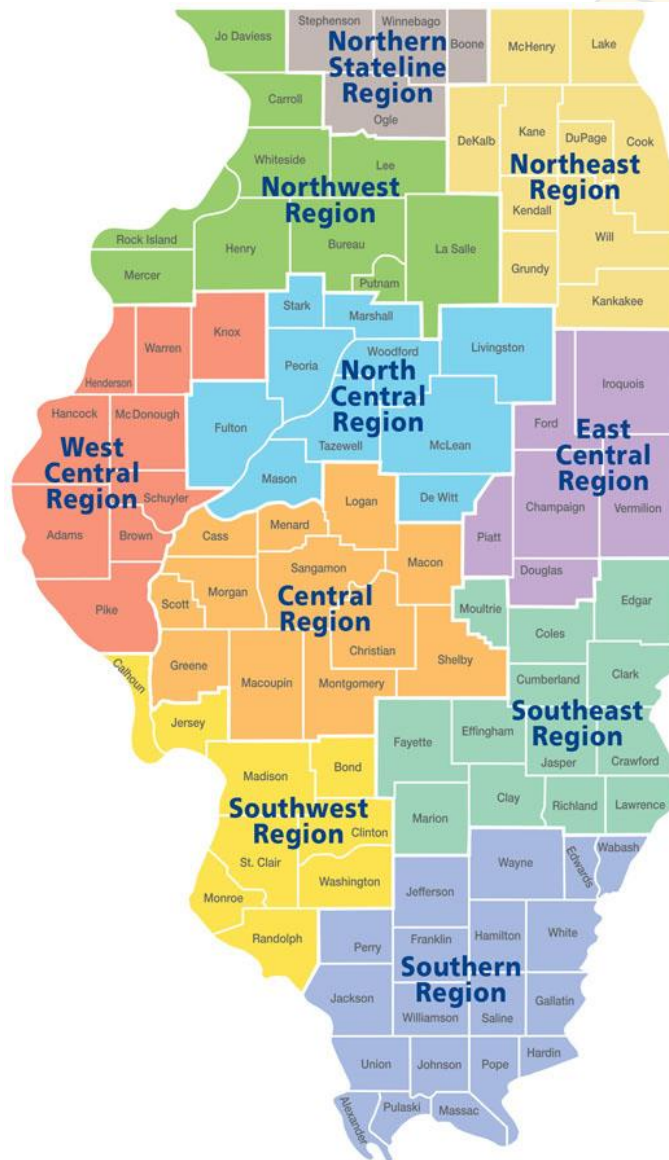 Jo Daviess
Stephenson
Winnebago
Boone
McHenry
Lake
Northern
Stateline
Region
Carroll
Ogle
DeKalb
Kane
DuPage
Cook
Northeast
Region
Whiteside
Lee
Northwest
Region
Kendall
Rock Island
Henry
Bureau
La Salle
Will
Grundy
Mercer
Putnam
Kankakee
Stark
Marshall
Knox
Warren
Henderson
Peoria
Woodford
Livingston
Iroquois
North
Central
Region
Hancock
McDonough
Fulton
Tazewell
McLean
Ford
East
Central
Region
West
Central
Region
Mason
Schuyler
Logan
De Witt
Champaign
Vermilion
Adams
Brown
Cass
Menard
Piatt
Macon
Sangamon
Douglas
Scott
Morgan
Central
Region
Moultrie
Edgar
Pike
Coles
Christian
Shelby
Greene
Macoupin
Montgomery
Cumberland
Clark
Calhoun
Jersey
Southeast
Region
Fayette
Effingham
Jasper
Crawford
Madison
Bond
Southwest
Region
Clay
Richland
Lawrence
Marion
Clinton
St. Clair
Wayne
Edwards
Wabash
Washington
Jefferson
Monroe
Randolph
Perry
Franklin
Hamilton
White
Southern
Region
Jackson
Williamson
Saline
Gallatin
Union
Johnson
Pope
Hardin
Alexander
Pulaski
Massac